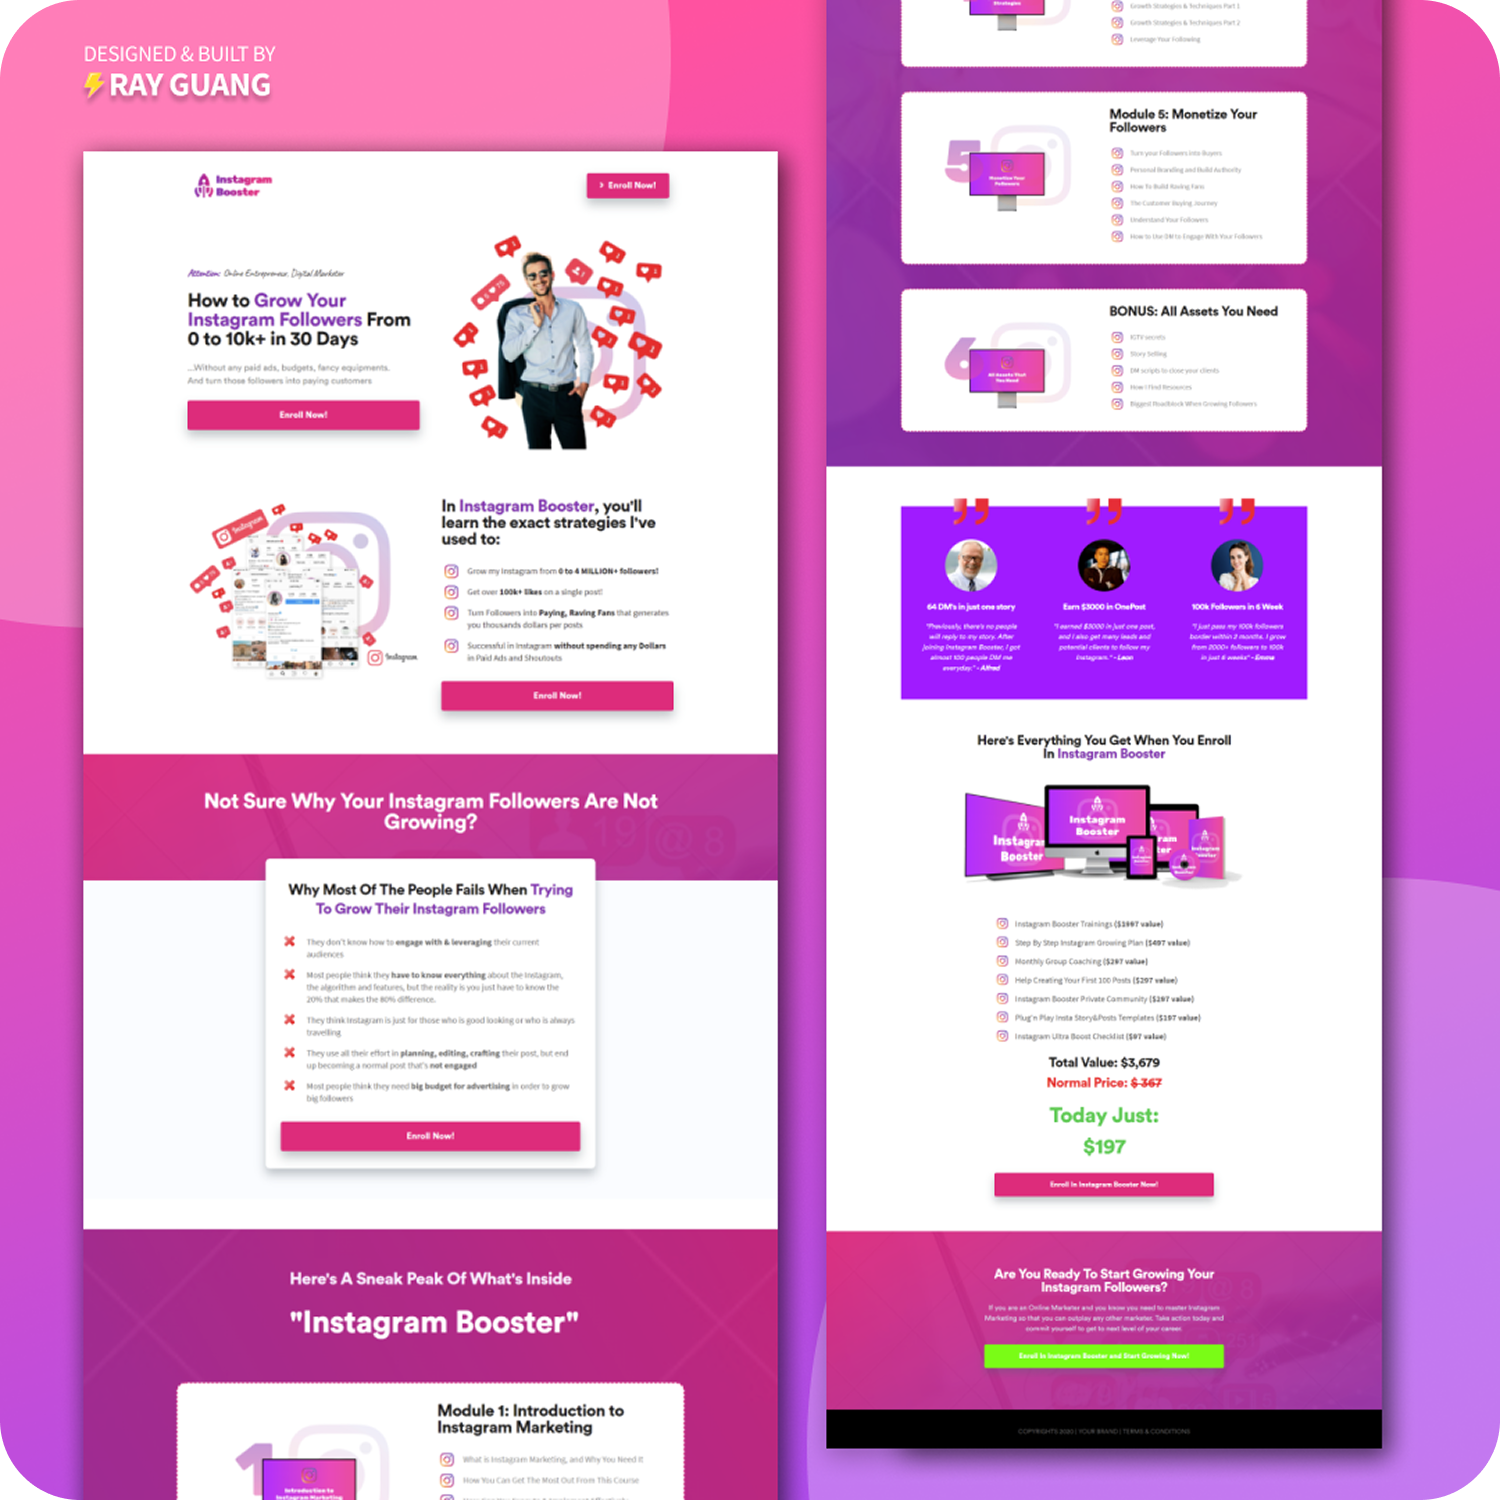 DESIGNED & BUILT BY
RAY GUANG
Instagram
Booster
Enroll Now!
Attention: Online Entrepreneur, Digital Marketer
How to Grow Your
Instagram Followers From
0 to 10k+ in 30 Days
...Without any paid ads, budgets, fancy equipments.
And turn those followers into paying customers
Enroll Now!
Instagram
Instagram
In Instagram Booster, you'll
learn the exact strategies I've
used to:
Grow my Instagram from 0 to 4 MILLION+ followers!
Get over 100k+ likes on a single post!
Turn Followers into Paying, Raving Fans that generates
you thousands dollars per posts
Successful in Instagram without spending any Dollars
in Paid Ads and Shoutouts
Enroll Now!
Not Sure Why Your Instagram Followers Are Not
Growing?
Why Most Of The People Fails When Trying
To Grow Their Instagram Followers
They don't know how to engage with & leveraging their current
audiences
Most people think they have to know everything about the Instagram,
the algorithm and features, but the reality is you just have to know the
20% that makes the 80% difference.
They think Instagram is just for those who is good looking or who is always
travelling
They use all their effort in planning, editing, crafting their post, but end
up becoming a normal post that's not engaged
Most people think they need big budget for advertising in order to grow
big followers
Enroll Now!
Here's A Sneak Peak Of What's Inside
"Instagram Booster"
1
Introduction to
Instagram Marketing
Module 1: Introduction to
Instagram Marketing
What is Instagram Marketing, and Why You Need It
How You Can Get The Most Out From This Course
Strategies
Growth Strategies & Techniques Part 1
Growth Strategies & Techniques Part 2
Leverage Your Following
5
Monetize Your
Followers
Module 5: Monetize Your
Followers
Turn your Followers into Buyers
Personal Branding and Build Authority
How To Build Raving Fans
The Customer Buying Journey
Understand Your Followers
How to Use DM to Engage With Your Followers
6
All Assets That
You Need
BONUS: All Assets You Need
IGTV secrets
Story Selling
DM scripts to close your clients
How I Find Resources
Biggest Roadblock When Growing Followers
64 DM's in just one story
"Previously, there's no people
will reply to my story. After
joining Instagram Booster, I got
almost 100 people DM me
everyday." - Alfred
Earn $3000 in OnePost
"I earned $3000 in just one post,
and I also get many leads and
potential clients to follow my
Instagram." - Leon
100k Followers in 6 Week
"I just pass my 100k followers
border within 2 months. I grow
from 2000+ followers to 100k
in just 6 weeks" - Emma
Here's Everything You Get When You Enroll
In Instagram Booster
Instagram
Booster
Instagram
Booster
Instagram Booster Trainings ($1997 value)
Step By Step Instagram Growing Plan ($497 value)
Monthly Group Coaching ($297 value)
Help Creating Your First 100 Posts ($297 value)
Instagram Booster Private Community ($297 value)
Plug'n Play Insta Story&Posts Templates ($197 value)
Instagram Ultra Boost Checklist ($97 value)
Total Value: $3,679
Normal Price: $ 367
Today Just:
$197
Enroll In Instagram Booster Now!
Are You Ready To Start Growing Your
Instagram Followers?
If you are an Online Marketer and you know you need to master Instagram
Marketing so that you can outplay any other marketer. Take action today and
commit yourself to get to next level of your career.
Enroll In Instagram Booster and Start Growing Now!
COPYRIGHTS 2020 | YOUR BRAND | TERMS & CONDITIONS